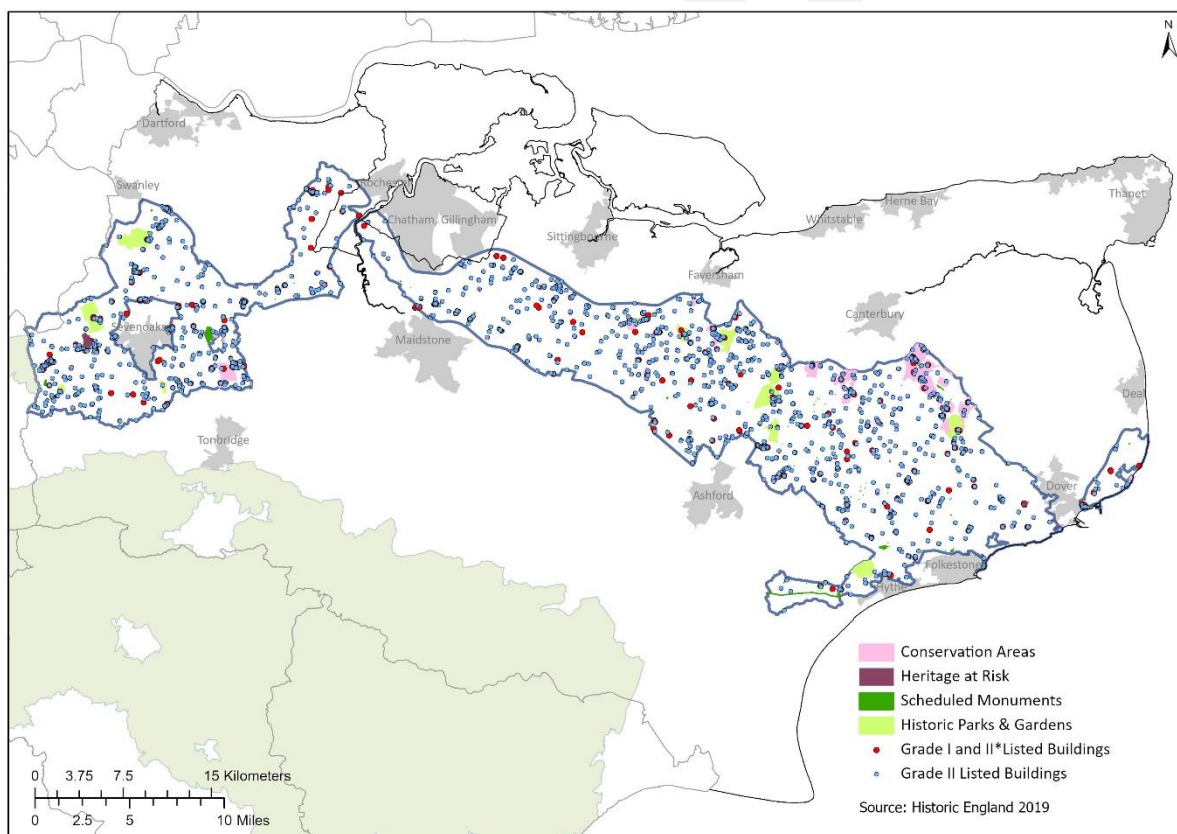 N
Dartford
Swanley
Rochester
Chatham, Gillingham
Sittingbourne
Whitstable
Herne Bay
Thanet
Faversham
Canterbury
Sevenoaks
Maidstone
Deal
Tonbridge
Ashford
Dover
Folkestone
Hythe
Conservation Areas
Heritage at Risk
Scheduled Monuments
Historic Parks & Gardens
Grade I and II*Listed Buildings
Grade II Listed Buildings
Source: Historic England 2019
0 3.75 7.5 15 Kilometers
0 2.5 5 10 Miles